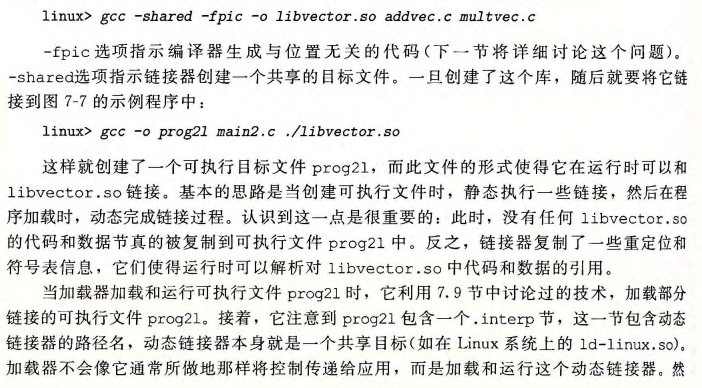 linux> gcc -shared -fpic -o libvector.so addvec.c multvec.c
-fpic选项指示编译器生成与位置无关的代码(下一节将详细讨论这个问题)。
-shared选项指示链接器创建一个共享的目标文件。一旦创建了这个库，随后就要将它链
接到图 7-7 的示例程序中：
linux> gcc -o prog2l main2.c ./libvector.so
这样就创建了一个可执行目标文件 prog2l，而此文件的形式使得它在运行时可以和
libvector.so 链接。基本的思路是当创建可执行文件时，静态执行一些链接，然后在程
序加载时，动态完成链接过程。认识到这一点是很重要的：此时，没有任何 libvector.so
的代码和数据节真的被复制到可执行文件 prog2l 中。反之，链接器复制了一些重定位和
符号表信息，它们使得运行时可以解析对 libvector.so 中代码和数据的引用。
当加载器加载和运行可执行文件 prog2l 时，它利用 7.9 节中讨论过的技术，加载部分
链接的可执行文件 prog2l。接着，它注意到 prog2l 包含一个.interp 节，这一节包含动态
链接器的路径名，动态链接器本身就是一个共享目标(如在 Linux 系统上的 ld-linux.so)。
加载器不会像它通常所做地那样将控制传递给应用，而是加载和运行这个动态链接器。然